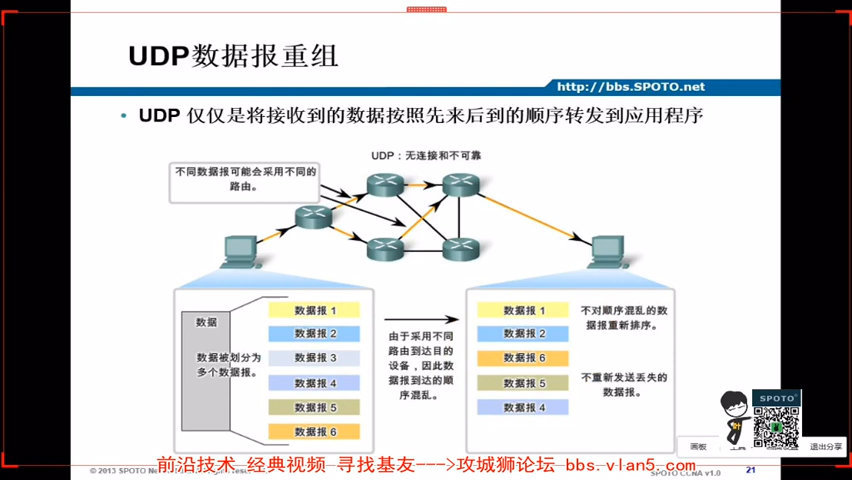 UDP数据报重组
http://bbs.SPOTO.net
• UDP 仅仅是将接收到的数据按照先来后到的顺序转发到应用程序
UDP：无连接和不可靠
不同数据报可能会采用不同的
路由。
数据
数据被划分为
多个数据报。
数据报 1
数据报 2
数据报 3
数据报 4
数据报 5
数据报 6
由于采用不同
路由到达目的
设备，因此数
据报到达的顺
序混乱。
数据报 1
数据报 2
数据报 6
数据报 5
数据报 4
不对顺序混乱的数
据报重新排序。
不重新发送丢失的
数据报。
SPOTO
画板
退出分享
前沿技术 经典视频 寻找基友--->攻城狮论坛 bbs.vlan5.com
© 2013 SPOTO
SPOTO CCNA v1.0
21